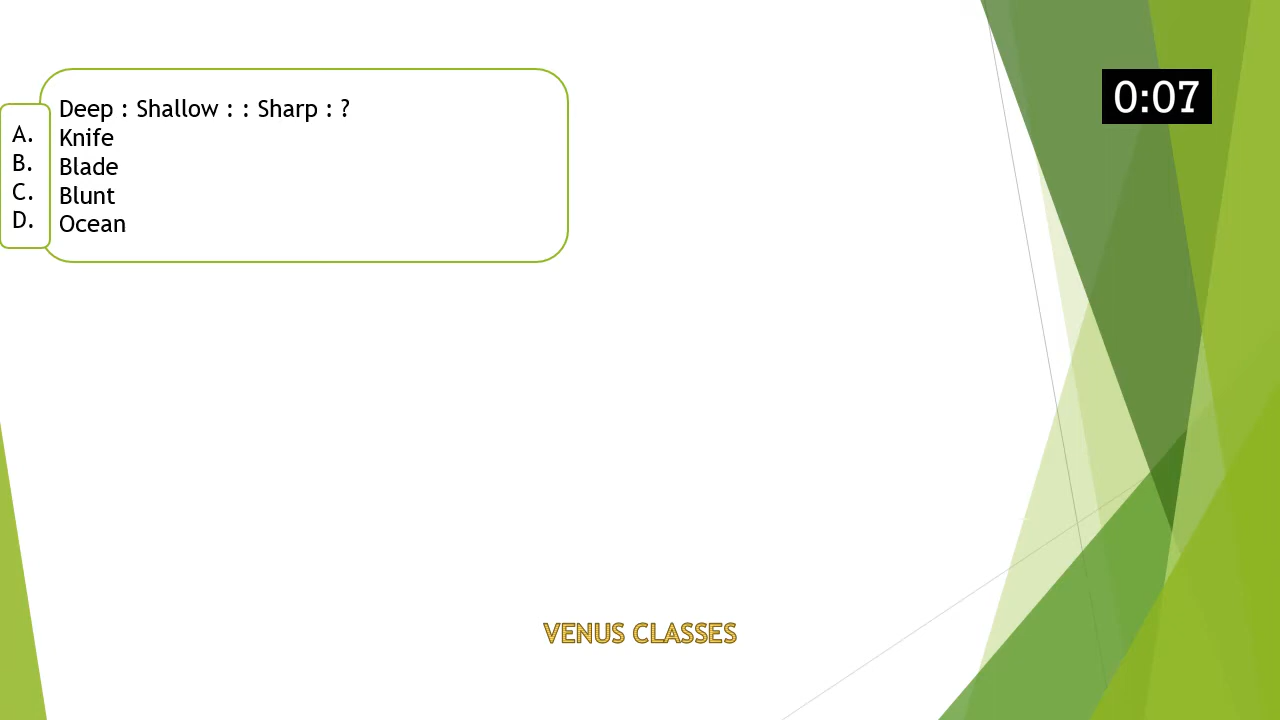 Deep : Shallow : : Sharp : ?
A. Knife
B. Blade
C. Blunt
D. Ocean
0:07
VENUS CLASSES